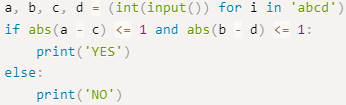 a, b, c, d = (int(input()) for i in 'abcd')
if abs(a - c) <= 1 and abs(b - d) <= 1:
    print('YES')
else:
    print('NO')